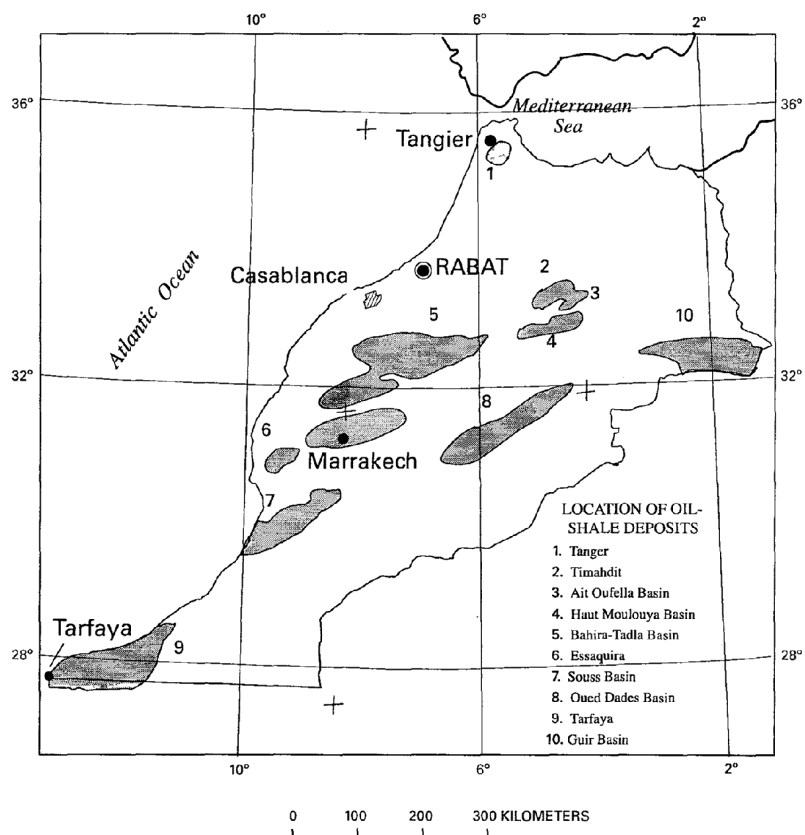 10° 6° 2°
36° 36°
Mediterranean
Sea
Tangier
1
Atlantic Ocean
RABAT
Casablanca
2
3
5
4
10
32° 32°
8
6
Marrakech
7
LOCATION OF OIL-
SHALE DEPOSITS
1. Tanger
2. Timahdit
3. Ait Oufella Basin
4. Haut Moulouya Basin
5. Bahira-Tadla Basin
6. Essaquira
7. Souss Basin
8. Oued Dades Basin
9. Tarfaya
10. Guir Basin
Tarfaya
9
28° 28°
10° 6° 2°
0 100 200 300 KILOMETERS